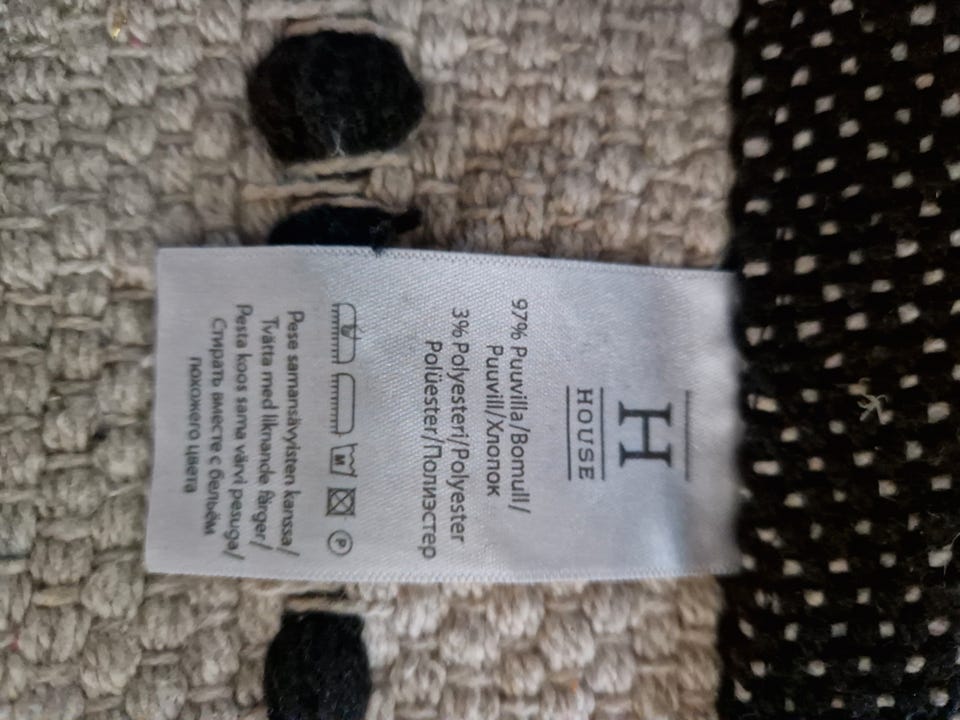 H
HOUSE
97% Puuvilla/Bomull/
Puuvill/Хлопок
3% Polyesteri/Polyester
Polüester/Полиэстер
M P
Pese samansävyisten kanssa/
Tvätta med liknande färger/
Pesta koos sama värvi pesuga/
Стирать вместе с бельём
похожего цвета